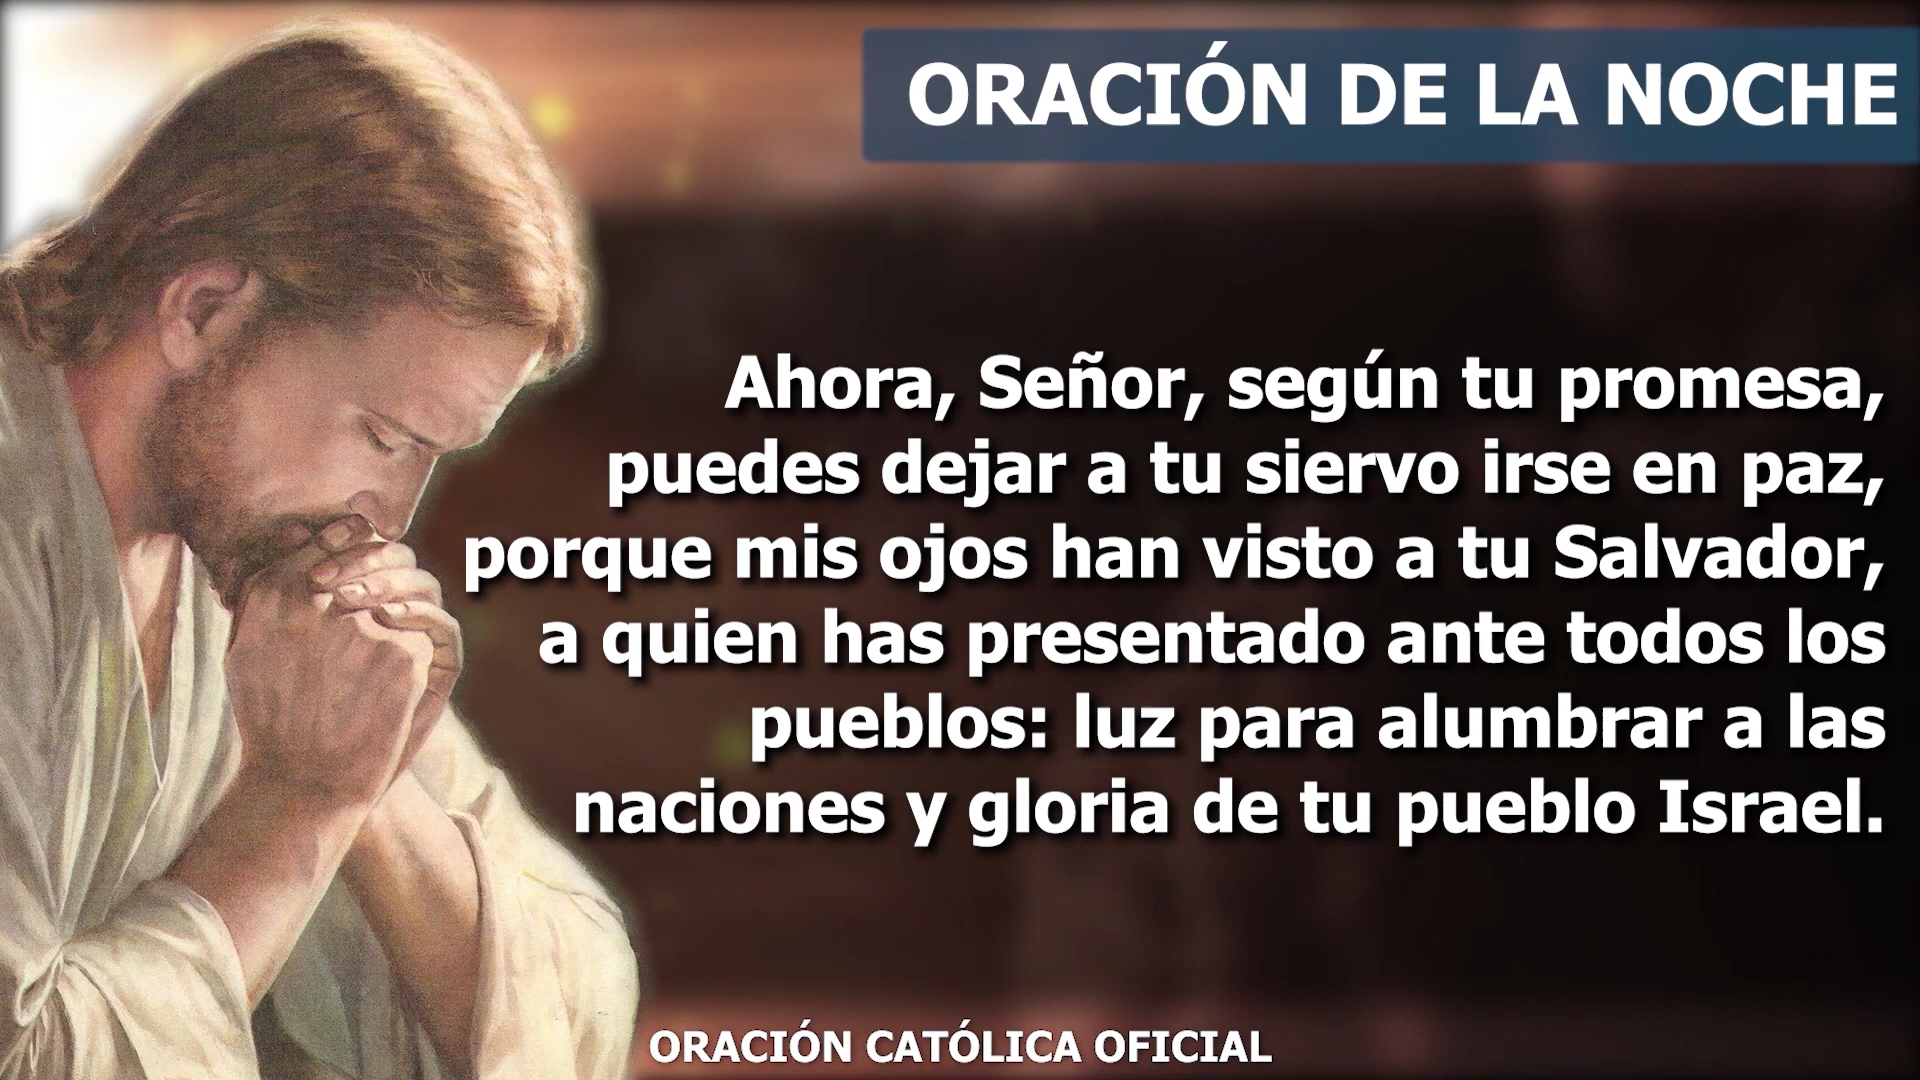 ORACIÓN DE LA NOCHE
Ahora, Señor, según tu promesa,
puedes dejar a tu siervo irse en paz,
porque mis ojos han visto a tu Salvador,
a quien has presentado ante todos los
pueblos: luz para alumbrar a las
naciones y gloria de tu pueblo Israel.
ORACIÓN CATÓLICA OFICIAL